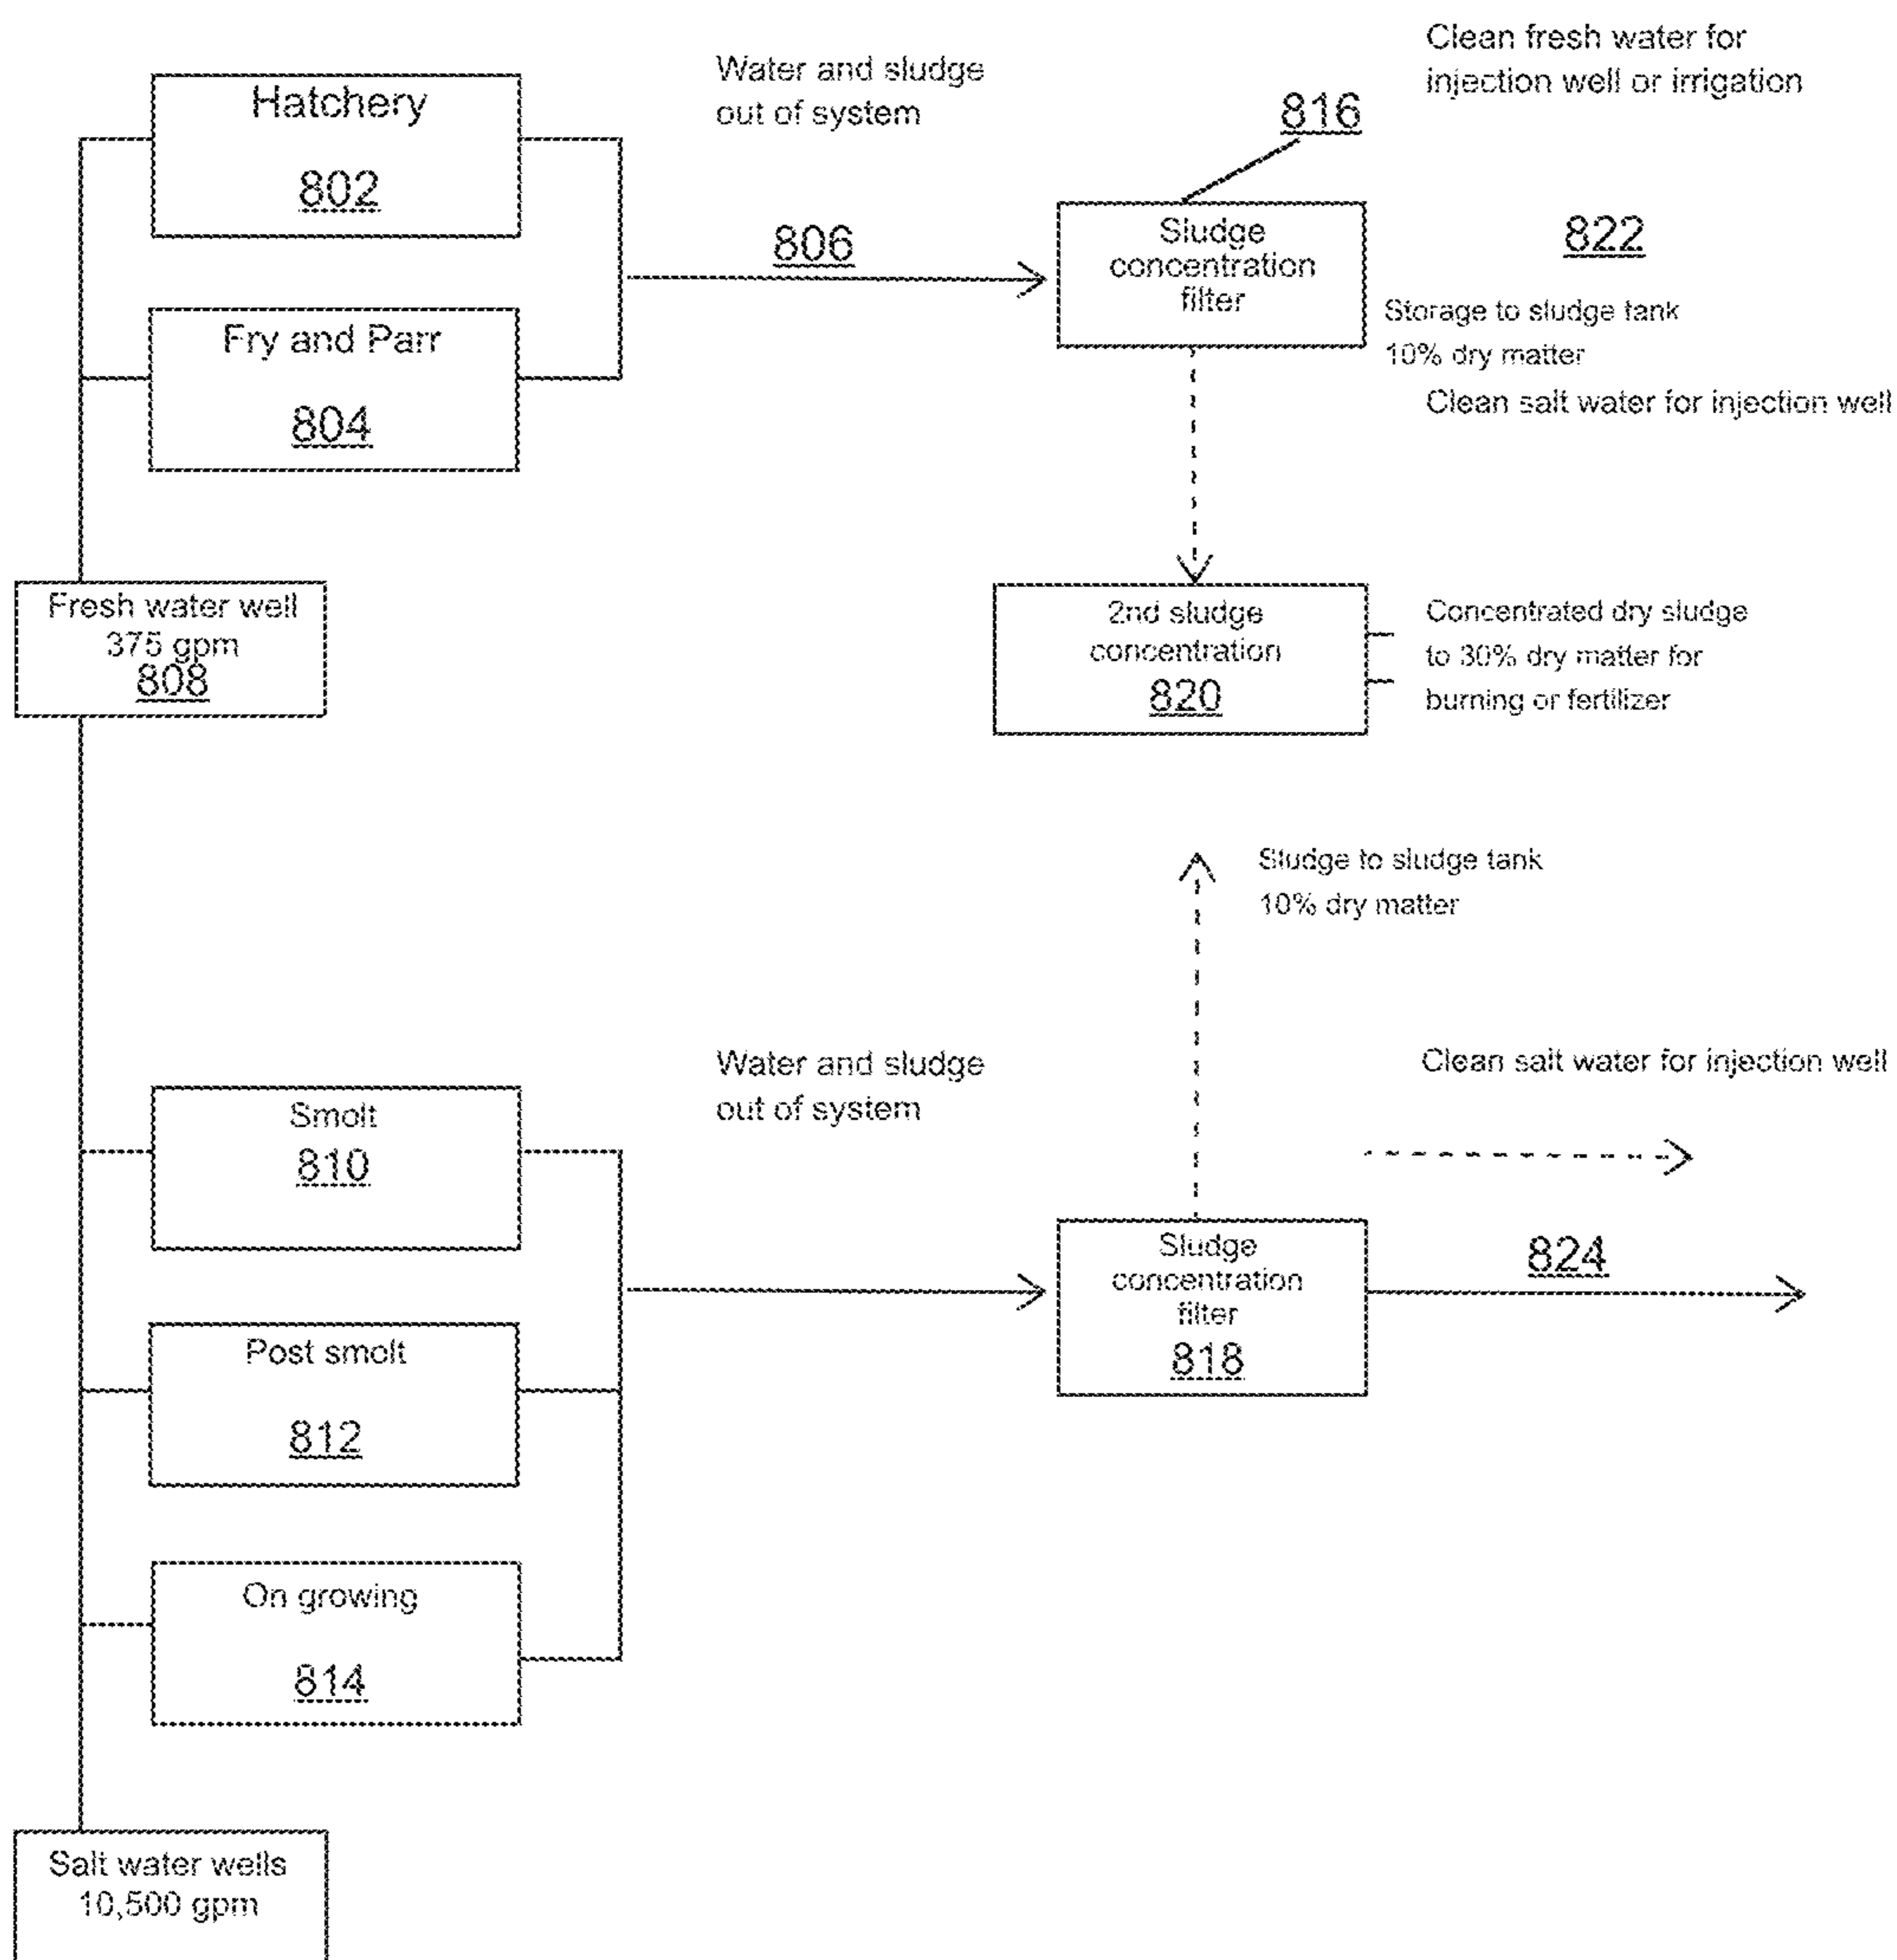 Hatchery
802
Fry and Parr
804
Water and sludge
out of system
806
816
Clean fresh water for
injection well or irrigation
Sludge
concentration
filter
822
Storage to sludge tank
10% dry matter
Clean salt water for injection well
Fresh water well
375 gpm
808
2nd sludge
concentration
820
Concentrated dry sludge
to 30% dry matter for
burning or fertilizer
Sludge to sludge tank
10% dry matter
Smolt
810
Post smolt
812
On growing
814
Water and sludge
out of system
Clean salt water for injection well
Sludge
concentration
filter
818
824
Salt water wells
10,500 gpm